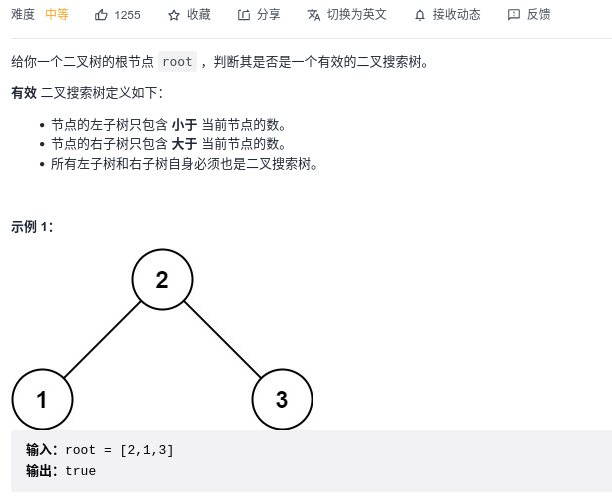 难度 中等 1255 收藏 分享 切换为英文 接收动态 反馈
给你一个二叉树的根节点 root ，判断其是否是一个有效的二叉搜索树。
有效 二叉搜索树定义如下：
• 节点的左子树只包含 小于 当前节点的数。
• 节点的右子树只包含 大于 当前节点的数。
• 所有左子树和右子树自身必须也是二叉搜索树。
示例 1：
2
1 3
输入：root = [2,1,3]
输出：true